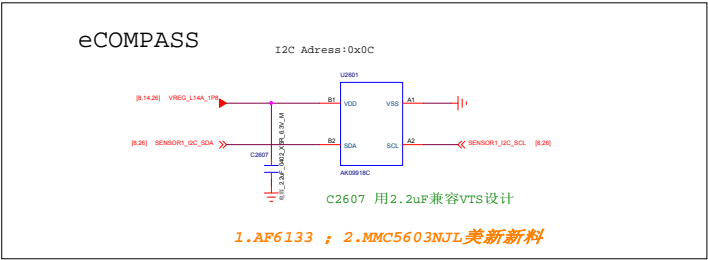 eCOMPASS
I2C Adress:0x0C
U2601
[8,14,26] VREG_L14A_1P8
B1 VDD VSS A1
[8,26] SENSOR1_I2C_SDA
B2 SDA SCL A2
SENSOR1_I2C_SCL [8,26]
C2607
AK09918C
C2607 用2.2uF兼容VTS设计
1.AF6133 ; 2.MMC5603NJL美新新料